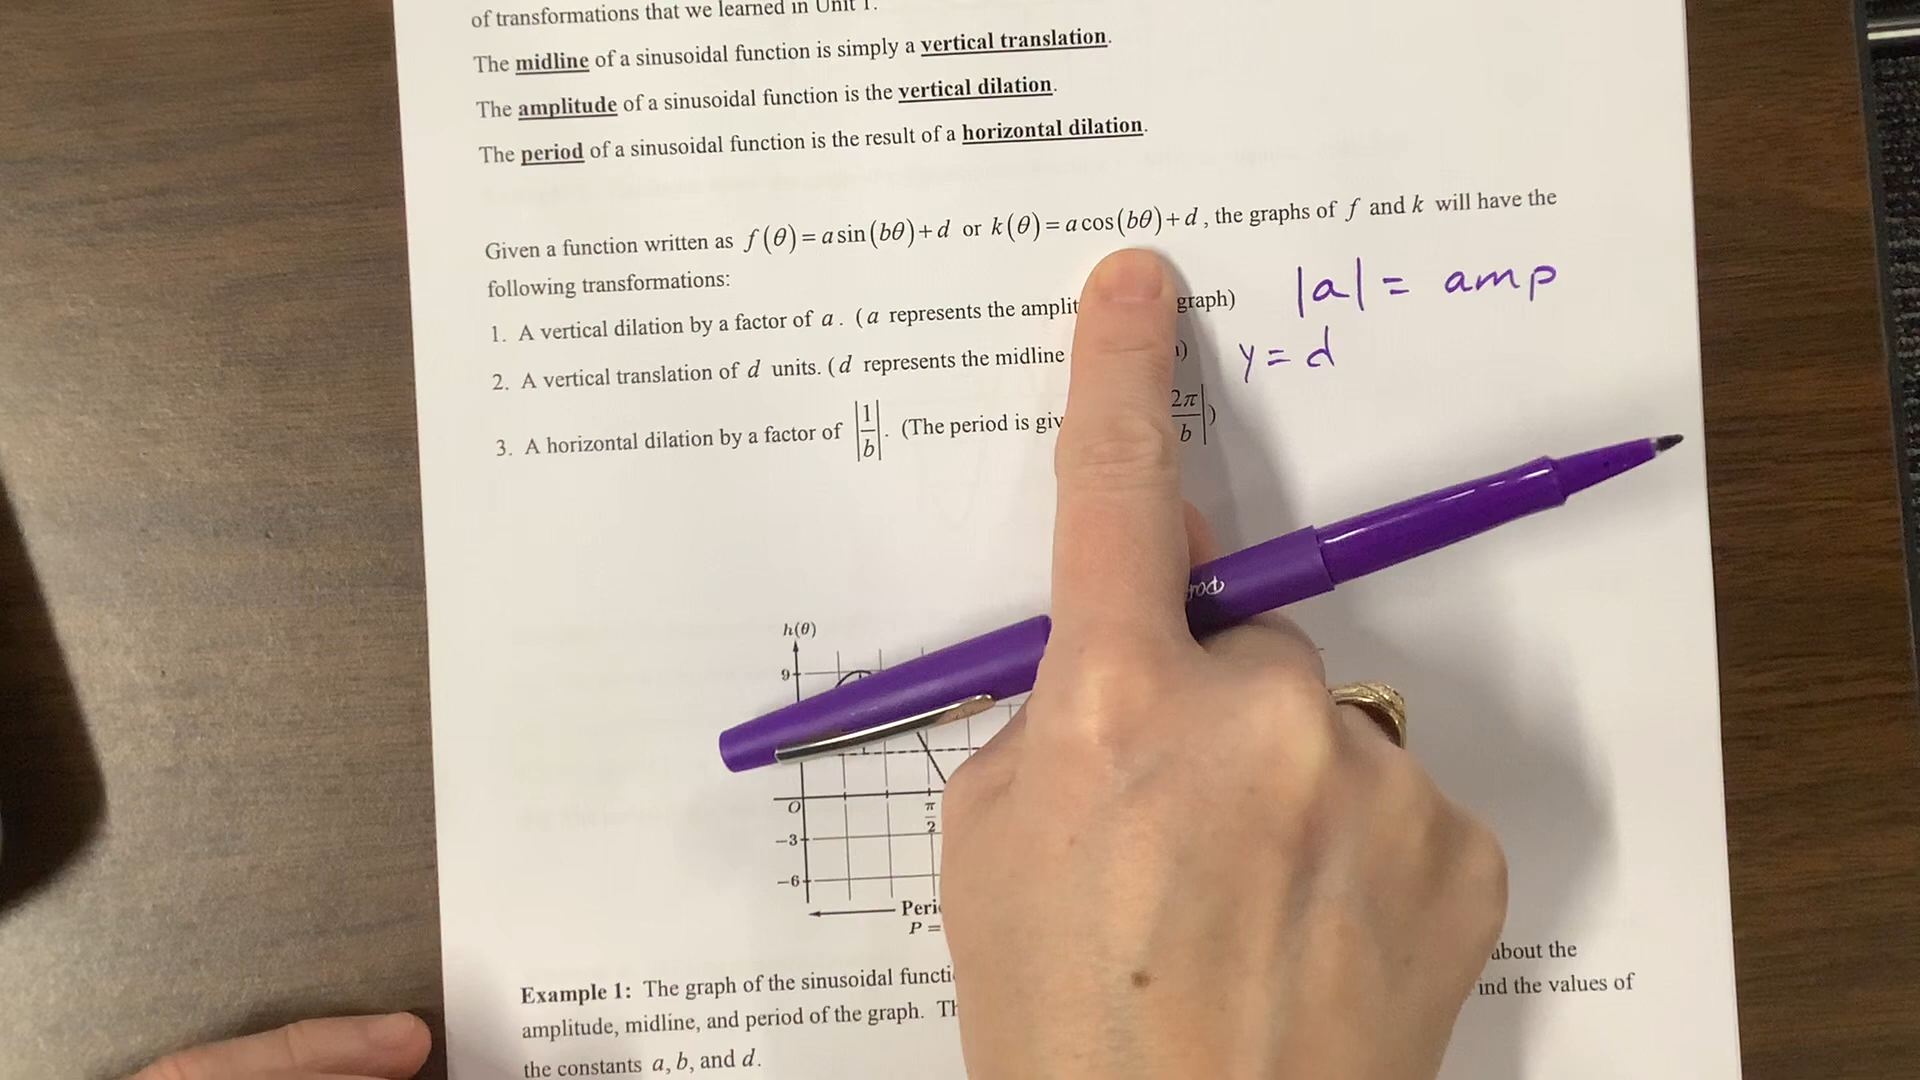 of transformations that we learned in Unit 1.
The midline of a sinusoidal function is simply a vertical translation.
The amplitude of a sinusoidal function is the vertical dilation.
The period of a sinusoidal function is the result of a horizontal dilation.
Given a function written as f(θ) = a sin(bθ) + d or k(θ) = a cos(bθ) + d, the graphs of f and k will have the
following transformations:
1. A vertical dilation by a factor of a. (a represents the amplit graph)
|a| = amp
2. A vertical translation of d units. (d represents the midline )
y = d
3. A horizontal dilation by a factor of |1/b|. (The period is giv 2π/b|)
h(θ)
9
O
π/2
-3
-6
Peri
P =
Example 1: The graph of the sinusoidal functi about the
amplitude, midline, and period of the graph. Th ind the values of
the constants a, b, and d.